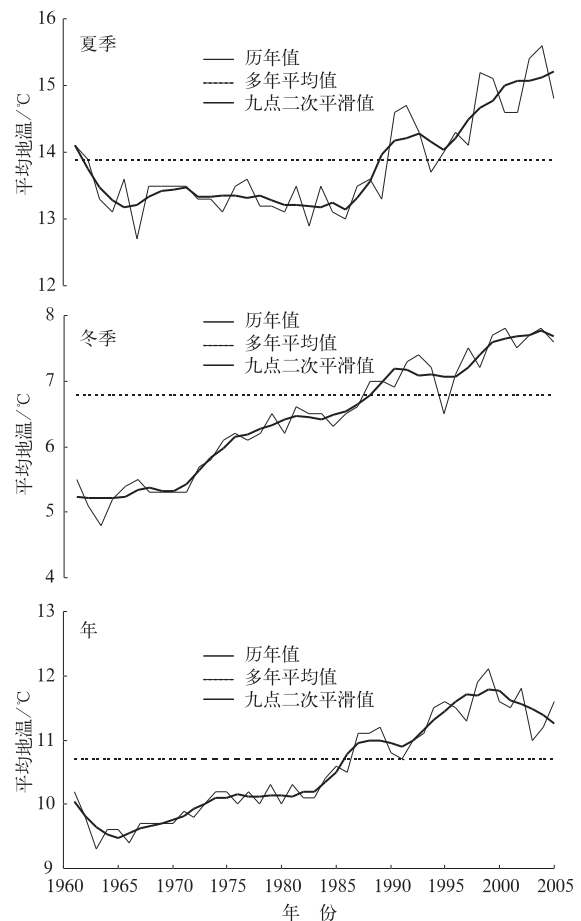 16
夏季
历年值
多年平均值
九点二次平滑值
15
平均地温/℃
14
13
12
8
冬季
历年值
多年平均值
九点二次平滑值
7
平均地温/℃
6
5
4
13
年
历年值
多年平均值
九点二次平滑值
12
平均地温/℃
11
10
9
1960 1965 1970 1975 1980 1985 1990 1995 2000 2005
年 份